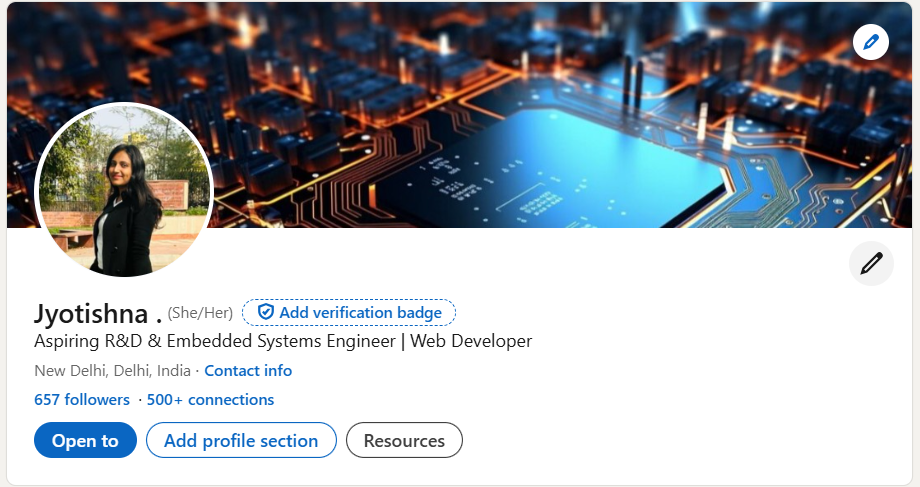 Jyotishna . (She/Her) Add verification badge
Aspiring R&D & Embedded Systems Engineer | Web Developer
New Delhi, Delhi, India · Contact info
657 followers · 500+ connections
Open to Add profile section Resources